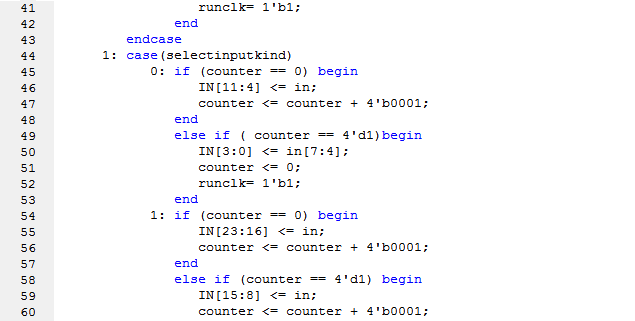 41 runclk= 1'b1;
42 end
43 endcase
44 1: case(selectinputkind)
45 0: if (counter == 0) begin
46 IN[11:4] <= in;
47 counter <= counter + 4'b0001;
48 end
49 else if ( counter == 4'd1)begin
50 IN[3:0] <= in[7:4];
51 counter <= 0;
52 runclk= 1'b1;
53 end
54 1: if (counter == 0) begin
55 IN[23:16] <= in;
56 counter <= counter + 4'b0001;
57 end
58 else if (counter == 4'd1) begin
59 IN[15:8] <= in;
60 counter <= counter + 4'b0001;